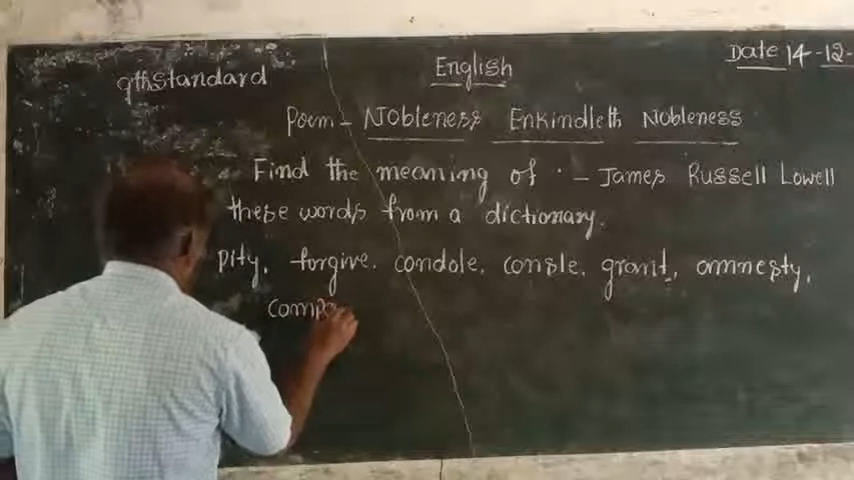 9thstandard English Date 14-12-
Poem - Nobleness Enkindleth Nobleness
Find the meaning of - James Russell Lowell
these words from a dictionary.
pity, forgive. condole. consle. grant, amnesty,
comp